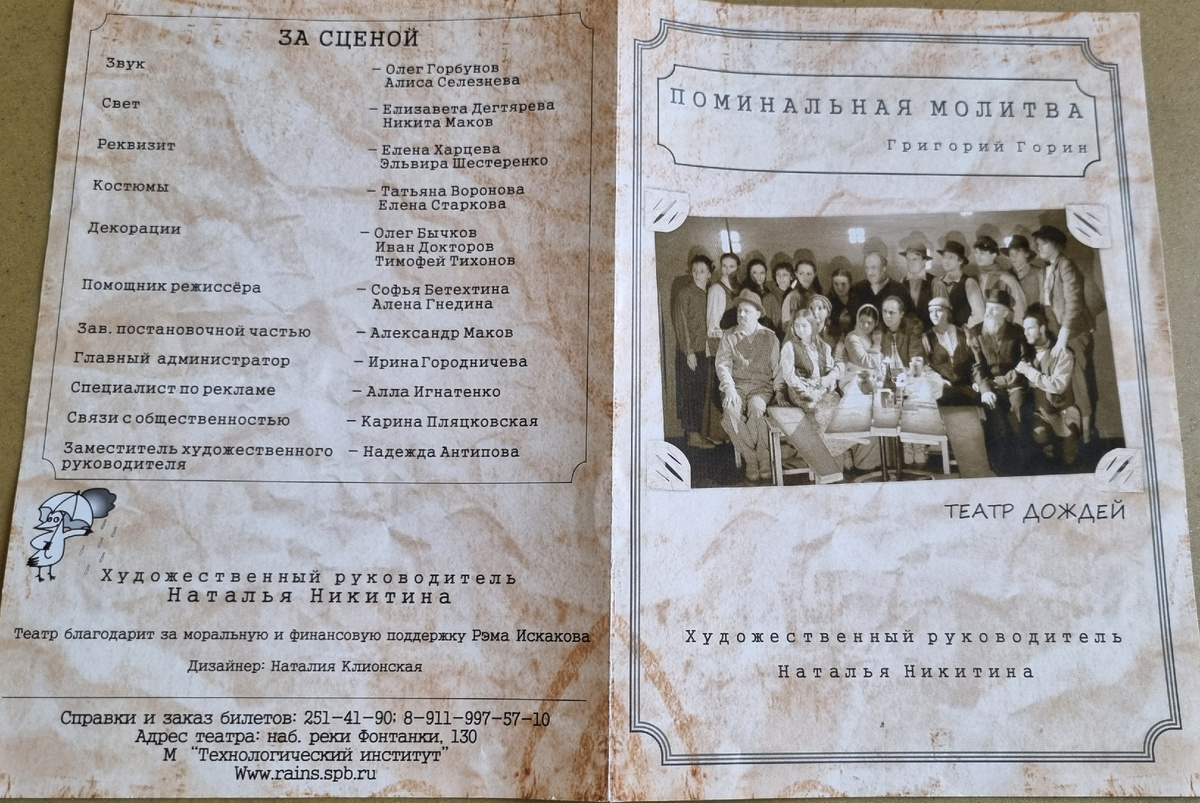 ЗА СЦЕНОЙ
Звук – Олег Горбунов
Алиса Селезнева
Свет – Елизавета Дегтярева
Никита Маков
Реквизит – Елена Харцева
Эльвира Шестеренко
Костюмы – Татьяна Воронова
Елена Старкова
Декорации – Олег Бычков
Иван Докторов
Тимофей Тихонов
Помощник режиссёра – Софья Бетехтина
Алена Гнедина
Зав. постановочной частью – Александр Маков
Главный администратор – Ирина Городничева
Специалист по рекламе – Алла Игнатенко
Связи с общественностью – Карина Пляцковская
Заместитель художественного – Надежда Антипова
руководителя
Художественный руководитель
Наталья Никитина
Театр благодарит за моральную и финансовую поддержку Рэма Искакова
Дизайнер: Наталия Клионская
Справки и заказ билетов: 251-41-90; 8-911-997-57-10
Адрес театра: наб. реки Фонтанки, 130
М "Технологический институт"
Www.rains.spb.ru
ПОМИНАЛЬНАЯ МОЛИТВА
Григорий Горин
ТЕАТР ДОЖДЕЙ
Художественный руководитель
Наталья Никитина